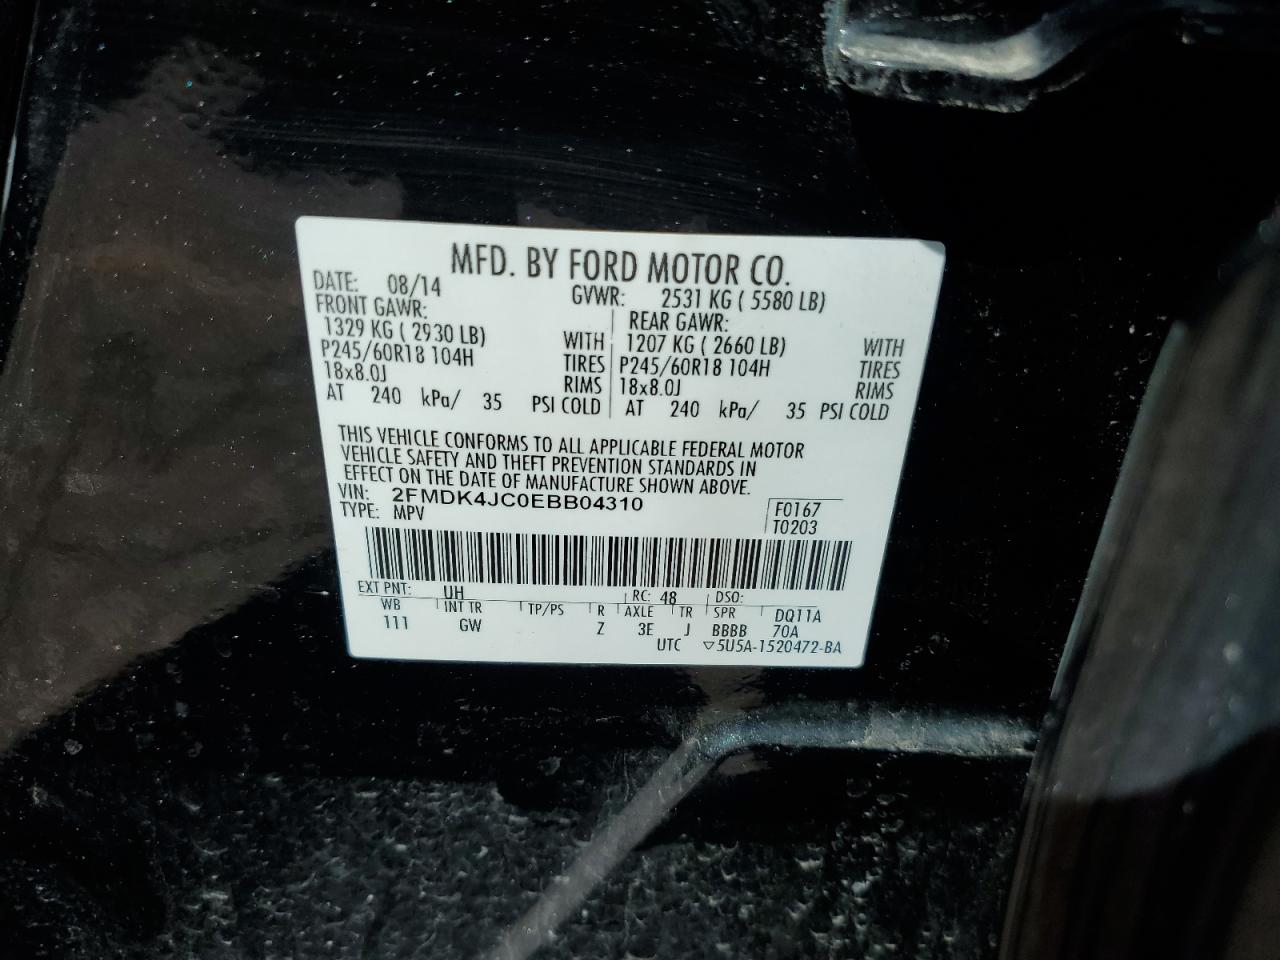 MFD. BY FORD MOTOR CO.
DATE: 08/14 GVWR: 2531 KG ( 5580 LB)
FRONT GAWR: REAR GAWR:
1329 KG ( 2930 LB) WITH 1207 KG ( 2660 LB) WITH
P245/60R18 104H TIRES P245/60R18 104H TIRES
18x8.0J RIMS 18x8.0J RIMS
AT 240 kPa/ 35 PSI COLD AT 240 kPa/ 35 PSI COLD
THIS VEHICLE CONFORMS TO ALL APPLICABLE FEDERAL MOTOR
VEHICLE SAFETY AND THEFT PREVENTION STANDARDS IN
EFFECT ON THE DATE OF MANUFACTURE SHOWN ABOVE.
VIN: 2FMDK4JC0EBB04310 F0167
TYPE: MPV T0203
EXT PNT: UH RC: 48 DSO:
WB INT TR TP/PS R AXLE TR SPR DQ11A
111 GW Z 3E J BBBB 70A
UTC ▽5U5A-1520472-BA